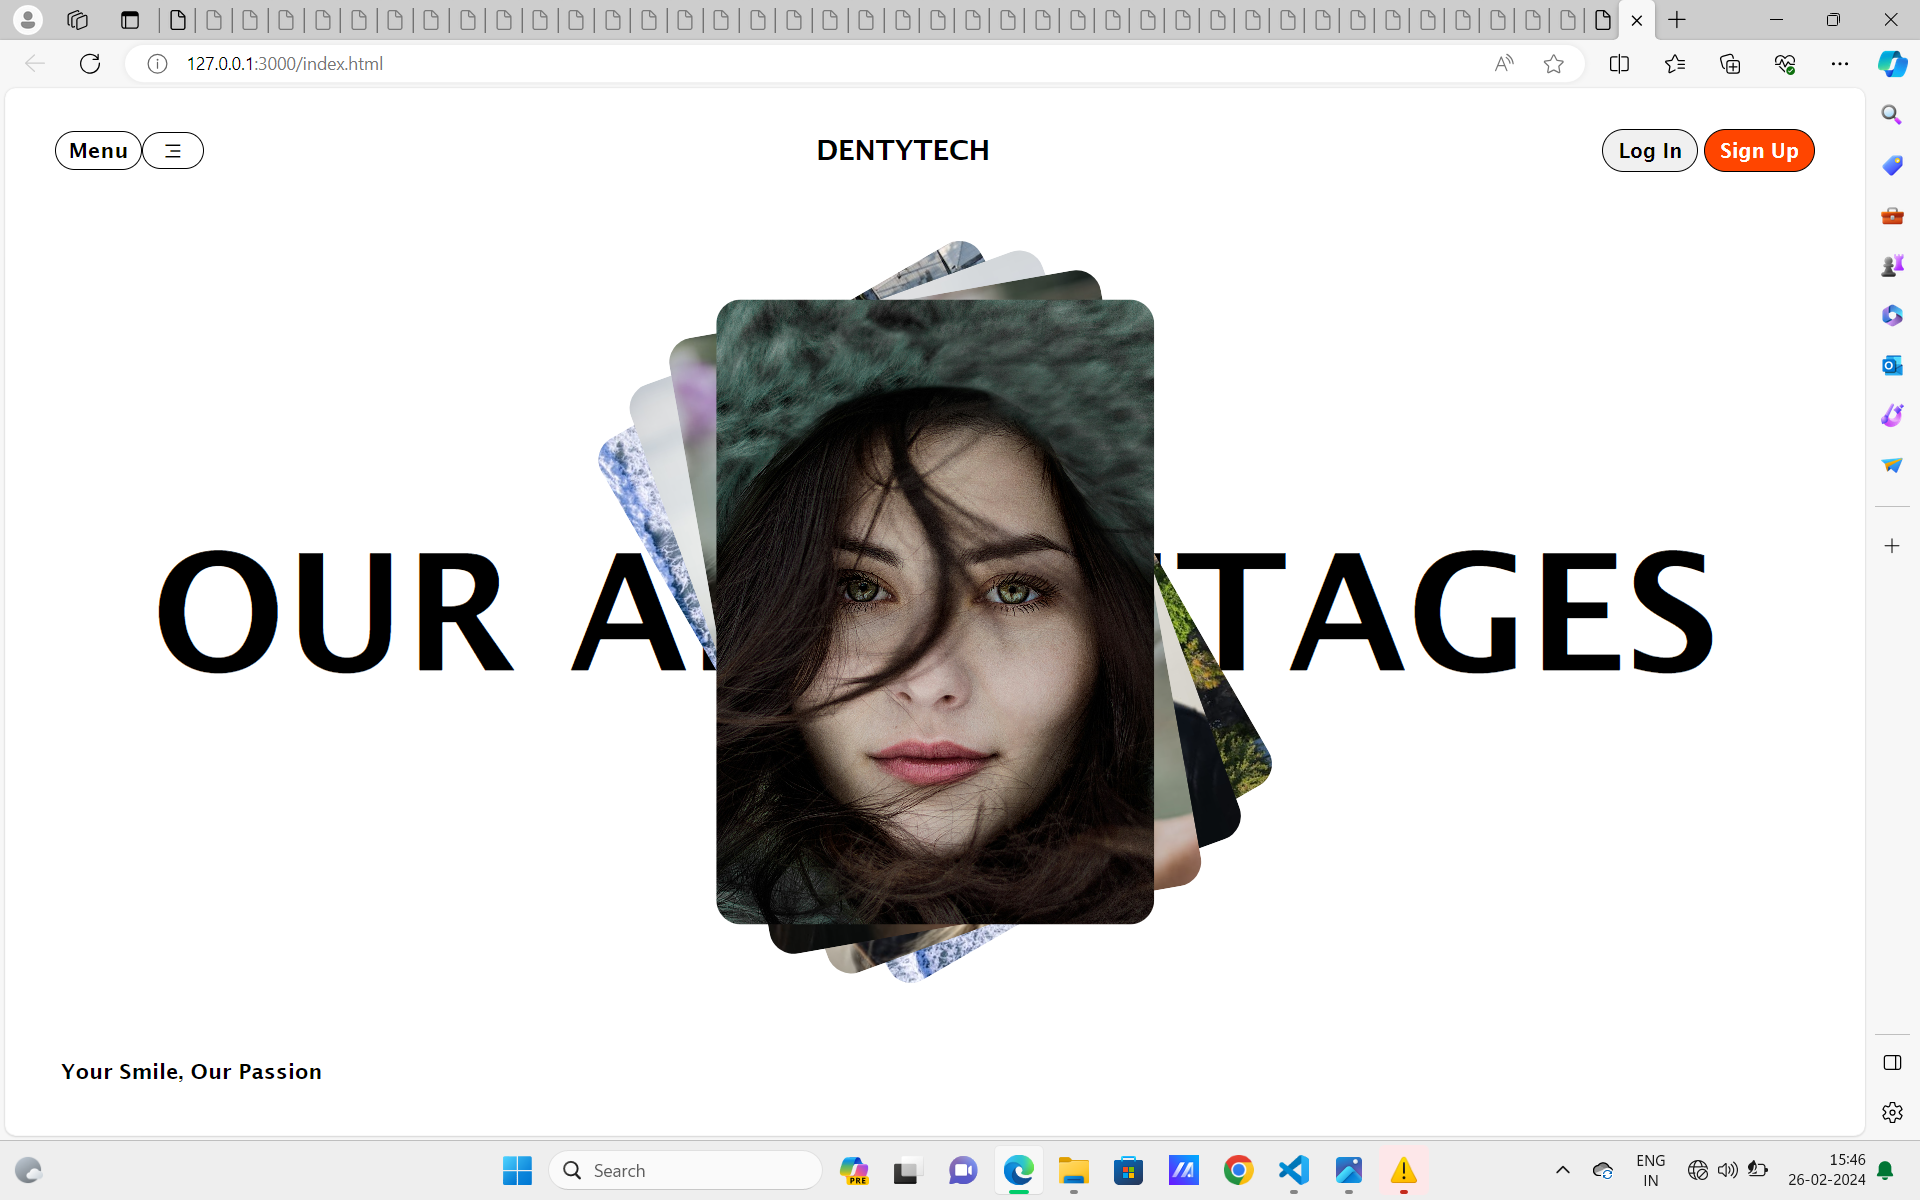 127.0.0.1:3000/index.html
Menu
DENTYTECH
Log In
Sign Up
OUR A
TAGES
Your Smile, Our Passion
Search
PRE
ENG
IN
15:46
26-02-2024